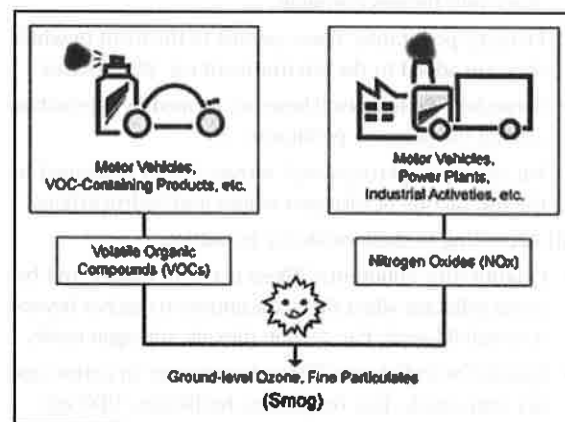 Motor Vehicles,
VOC-Containing Products, etc.
Motor Vehicles,
Power Plants,
Industrial Activeties, etc.
Volatile Organic
Compounds (VOCs)
Nitrogen Oxides (NOx)
Ground-level Ozone, Fine Particulates
(Smog)